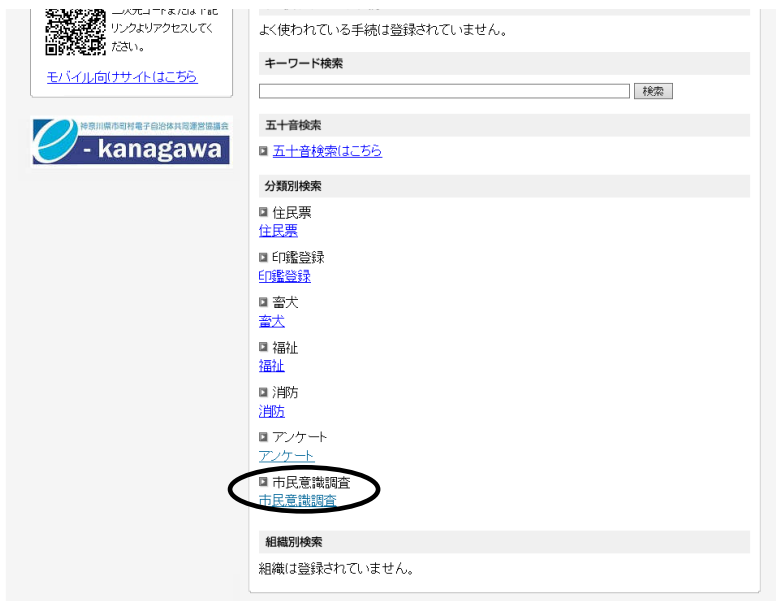 リンクよりアクセスしてく
ださい。
モバイル向けサイトはこちら
神奈川県市町村電子自治体共同運営協議会
- kanagawa
よく使われている手続は登録されていません。
キーワード検索
検索
五十音検索
五十音検索はこちら
分類別検索
住民票
住民票
印鑑登録
印鑑登録
畜犬
畜犬
福祉
福祉
消防
消防
アンケート
アンケート
市民意識調査
市民意識調査
組織別検索
組織は登録されていません。